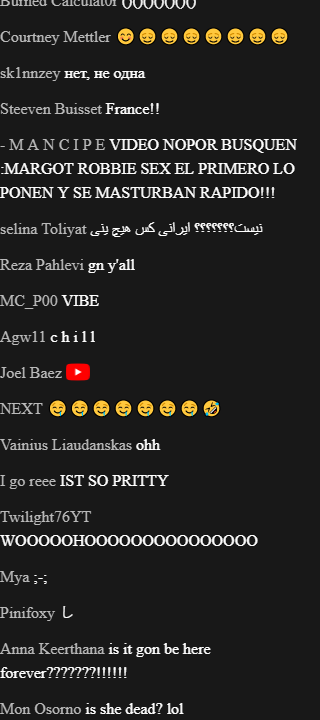 Burned Calculat0r OOOOOOO
Courtney Mettler 😊😌😌😌😌😌😌😌
sk1nnzey нет, не одна
Steeven Buisset France!!
- M A N C I P E VIDEO NOPOR BUSQUEN
:MARGOT ROBBIE SEX EL PRIMERO LO
PONEN Y SE MASTURBAN RAPIDO!!!
selina Toliyat نیست؟؟؟؟؟؟؟ ایرانی کس هیچ ینی
Reza Pahlevi gn y'all
MC_P00 VIBE
Agw11 c h i l l
Joel Baez
NEXT 🤣🤣🤣🤣🤣🤣🤣🤣
Vainius Liaudanskas ohh
I go reee IST SO PRITTY
Twilight76YT
WOOOOOHOOOOOOOOOOOOOOO
Mya ;-;
Pinifoxy し
Anna Keerthana is it gon be here
forever???????!!!!!!
Mon Osorno is she dead? lol